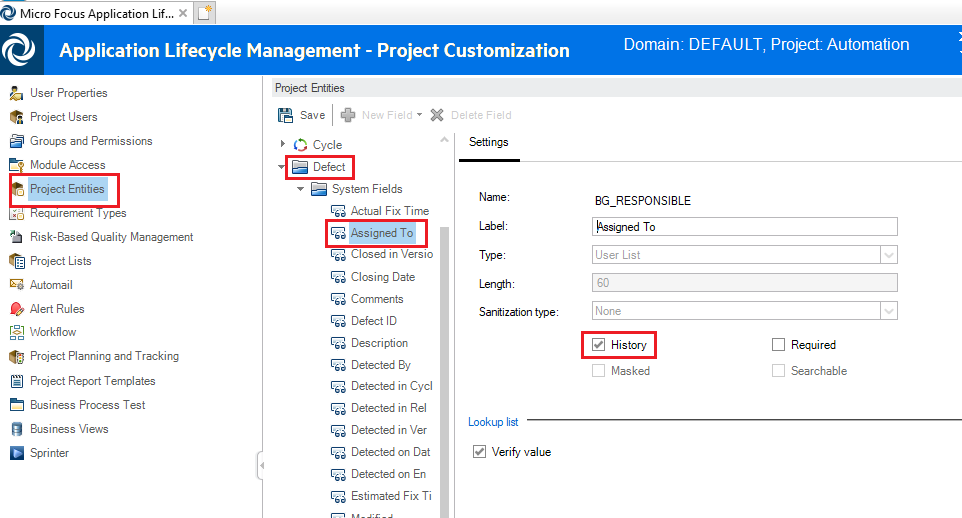 Micro Focus Application Lif...
Application Lifecycle Management - Project Customization
Domain: DEFAULT, Project: Automation
User Properties
Project Users
Groups and Permissions
Module Access
Project Entities
Requirement Types
Risk-Based Quality Management
Project Lists
Automail
Alert Rules
Workflow
Project Planning and Tracking
Project Report Templates
Business Process Test
Business Views
Sprinter
Project Entities
Save
New Field
Delete Field
Cycle
Defect
System Fields
Actual Fix Time
Assigned To
Closed in Versio
Closing Date
Comments
Defect ID
Description
Detected By
Detected in Cycl
Detected in Rel
Detected in Ver
Detected on Dat
Detected on En
Estimated Fix Ti
Modified
Settings
Name: BG_RESPONSIBLE
Label: Assigned To
Type: User List
Length: 60
Sanitization type: None
History Required
Masked Searchable
Lookup list
Verify value